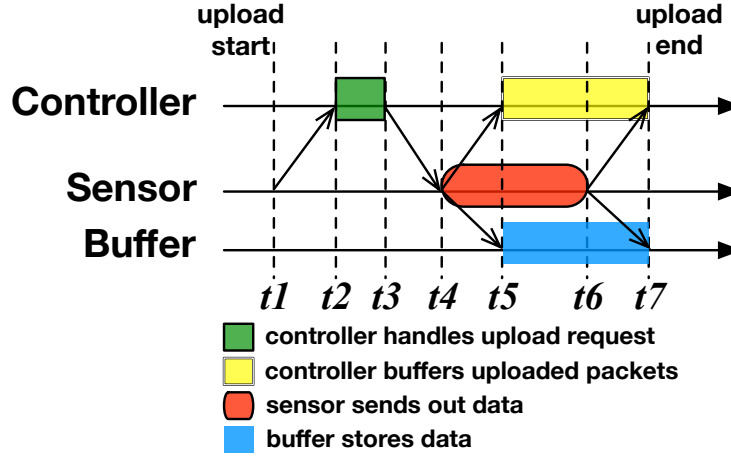 upload start
upload end
Controller
Sensor
Buffer
t1 t2 t3 t4 t5 t6 t7
controller handles upload request
controller buffers uploaded packets
sensor sends out data
buffer stores data